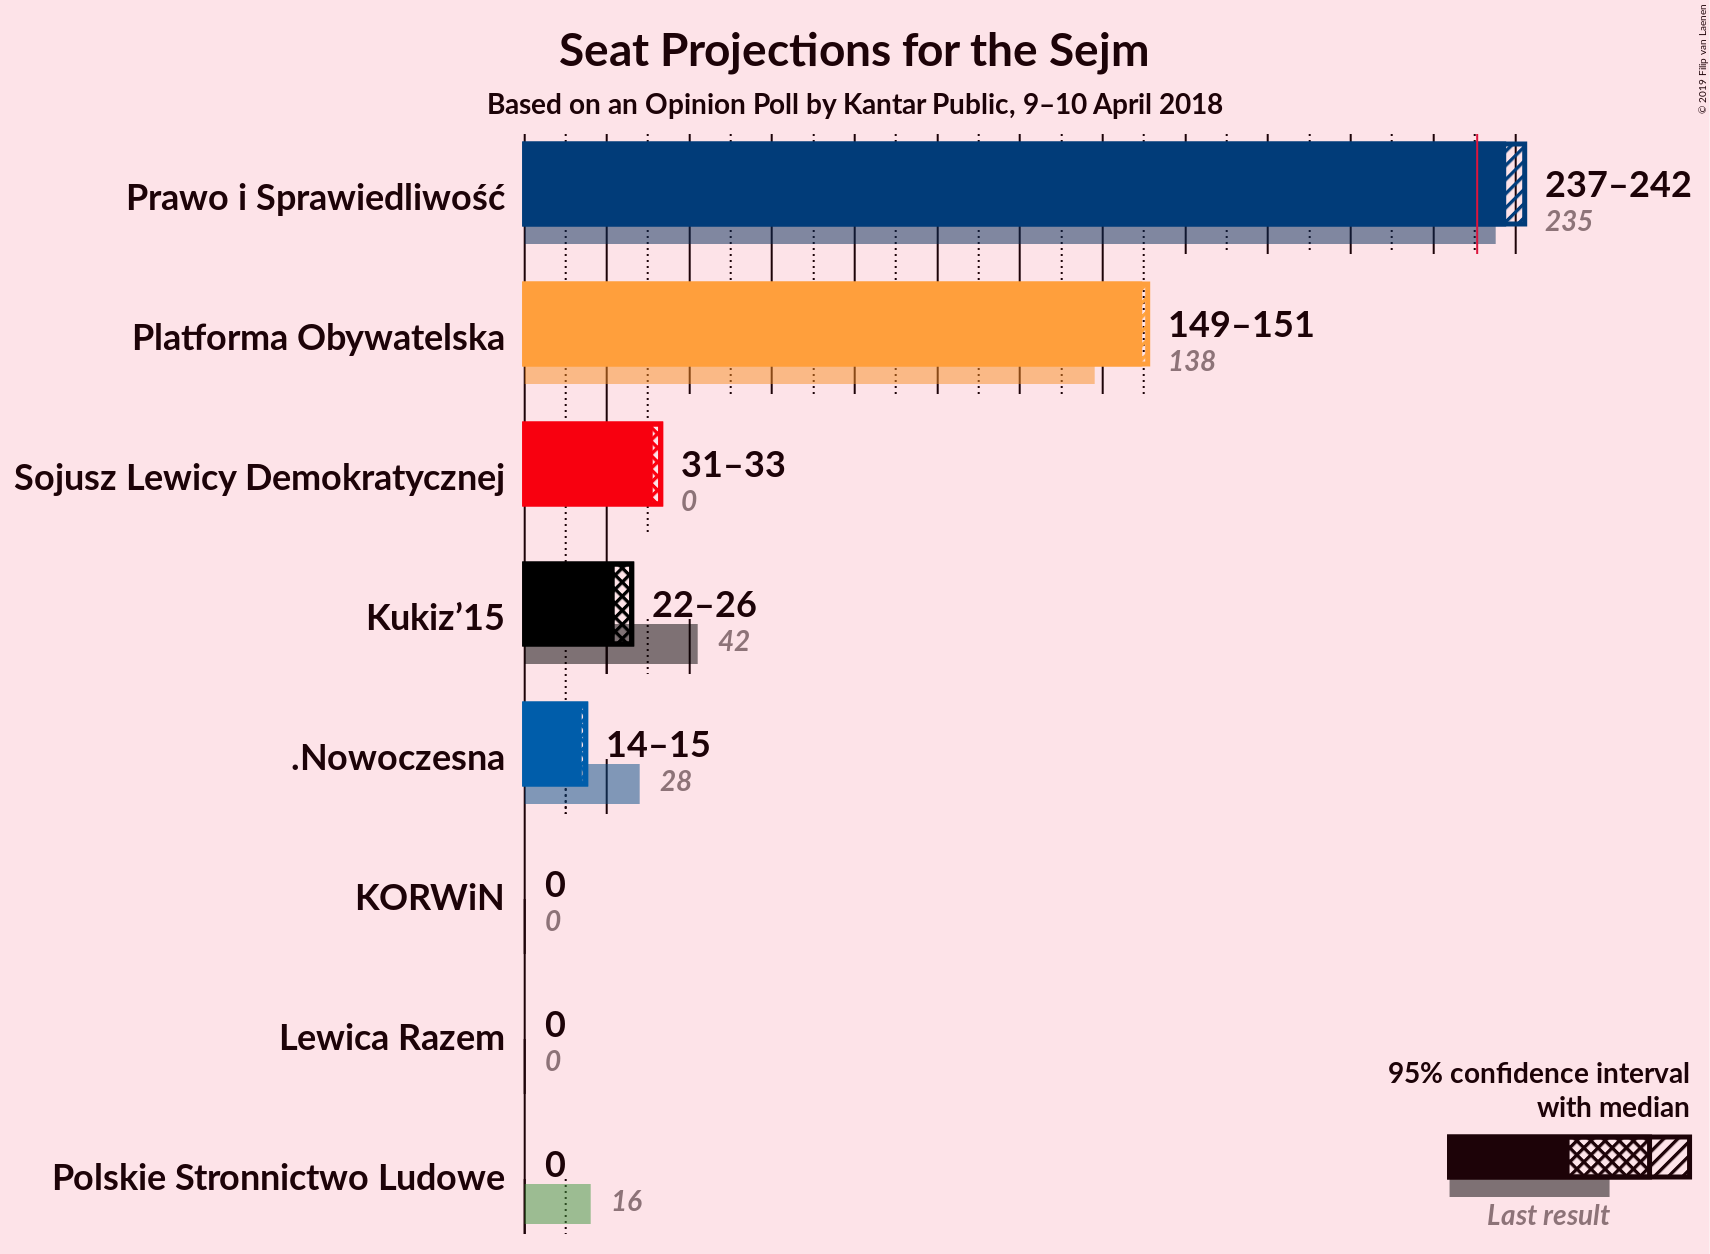 Seat Projections for the Sejm
Based on an Opinion Poll by Kantar Public, 9–10 April 2018
© 2019 Filip van Laenen
Prawo i Sprawiedliwość
237–242
235
Platforma Obywatelska
149–151
138
Sojusz Lewicy Demokratycznej
31–33
0
Kukiz’15
22–26
42
.Nowoczesna
14–15
28
KORWiN
0
0
Lewica Razem
0
0
Polskie Stronnictwo Ludowe
0
16
95% confidence interval
with median
Last result